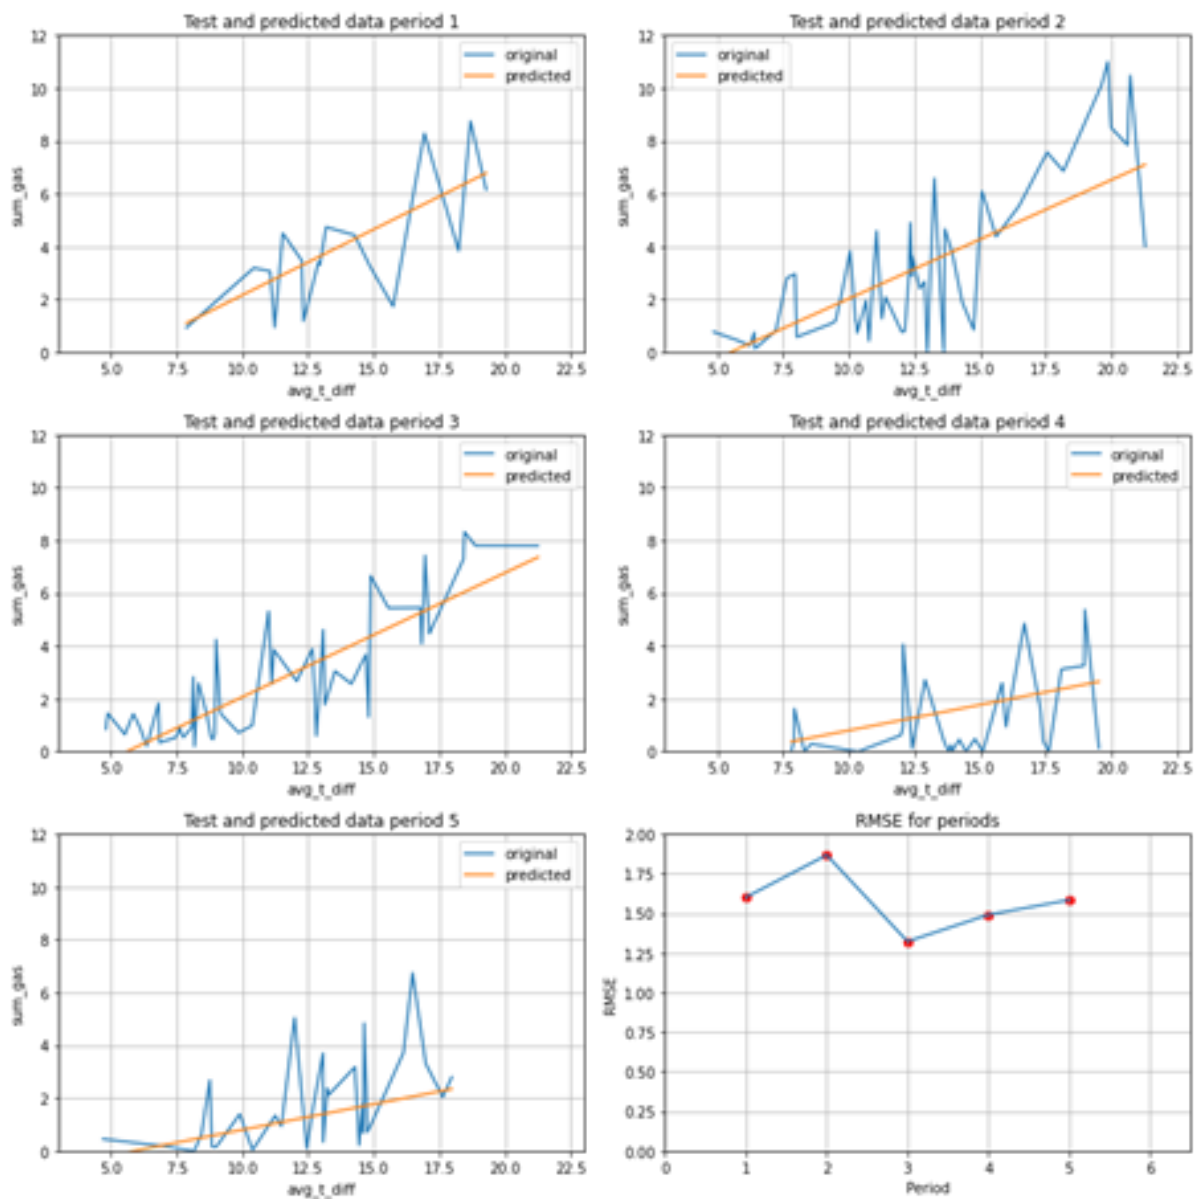 Test and predicted data period 1
12
10
8
6
4
2
0
sum_gas
original
predicted
5.0 7.5 10.0 12.5 15.0 17.5 20.0 22.5
avg_t_diff
Test and predicted data period 2
12
10
8
6
4
2
0
sum_gas
original
predicted
5.0 7.5 10.0 12.5 15.0 17.5 20.0 22.5
avg_t_diff
Test and predicted data period 3
12
10
8
6
4
2
0
sum_gas
original
predicted
5.0 7.5 10.0 12.5 15.0 17.5 20.0 22.5
avg_t_diff
Test and predicted data period 4
12
10
8
6
4
2
0
sum_gas
original
predicted
5.0 7.5 10.0 12.5 15.0 17.5 20.0 22.5
avg_t_diff
Test and predicted data period 5
12
10
8
6
4
2
0
sum_gas
original
predicted
5.0 7.5 10.0 12.5 15.0 17.5 20.0 22.5
avg_t_diff
RMSE for periods
2.00
1.75
1.50
1.25
1.00
0.75
0.50
0.25
0.00
RMSE
0 1 2 3 4 5 6
Period